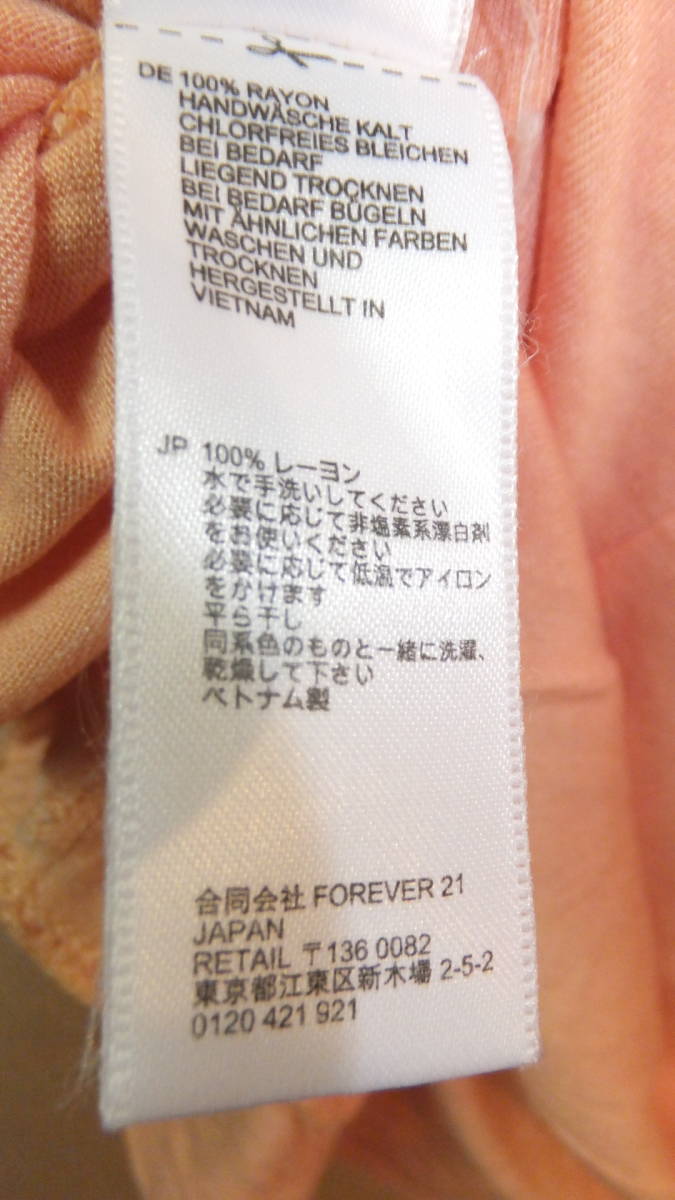 DE 100% RAYON
HANDWÄSCHE KALT
CHLORFREIES BLEICHEN
BEI BEDARF
LIEGEND TROCKNEN
BEI BEDARF BÜGELN
MIT ÄHNLICHEN FARBEN
WASCHEN UND
TROCKNEN
HERGESTELLT IN
VIETNAM
JP 100% レーヨン
水で手洗いしてください
必要に応じて非塩素系漂白剤
をお使いください
必要に応じて低温でアイロン
をかけます
平ら干し
同系色のものと一緒に洗濯、
乾燥して下さい
ベトナム製
合同会社 FOREVER 21
JAPAN
RETAIL 〒136 0082
東京都江東区新木場 2-5-2
0120 421 921